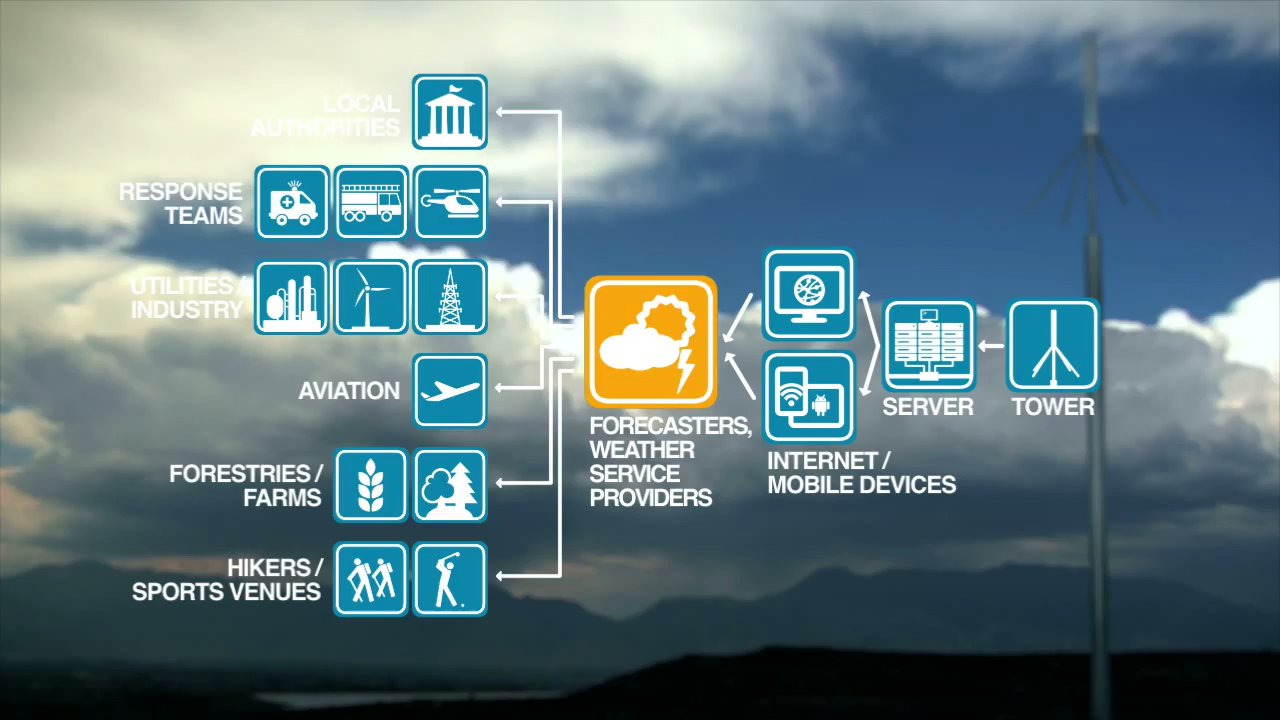 LOCAL
AUTHORITIES
RESPONSE
TEAMS
UTILITIES /
INDUSTRY
AVIATION
FORESTRIES /
FARMS
HIKERS /
SPORTS VENUES
FORECASTERS,
WEATHER
SERVICE
PROVIDERS
INTERNET /
MOBILE DEVICES
SERVER
TOWER